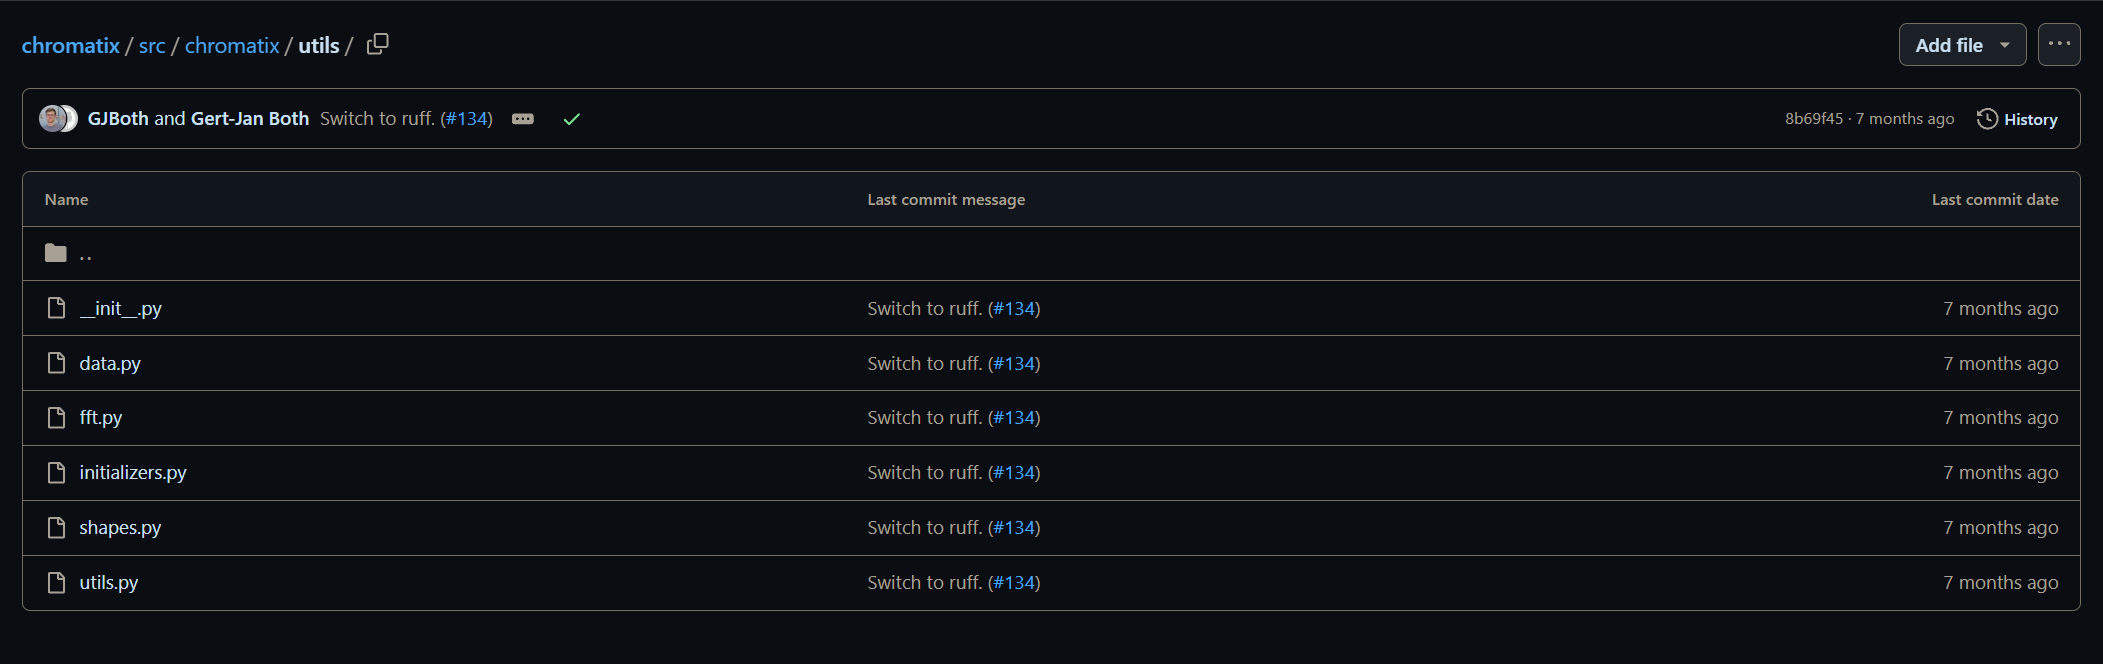 chromatix / src / chromatix / utils /
Add file
GJBoth and Gert-Jan Both Switch to ruff. (#134)
8b69f45 · 7 months ago
History
Name Last commit message Last commit date
..
__init__.py Switch to ruff. (#134) 7 months ago
data.py Switch to ruff. (#134) 7 months ago
fft.py Switch to ruff. (#134) 7 months ago
initializers.py Switch to ruff. (#134) 7 months ago
shapes.py Switch to ruff. (#134) 7 months ago
utils.py Switch to ruff. (#134) 7 months ago